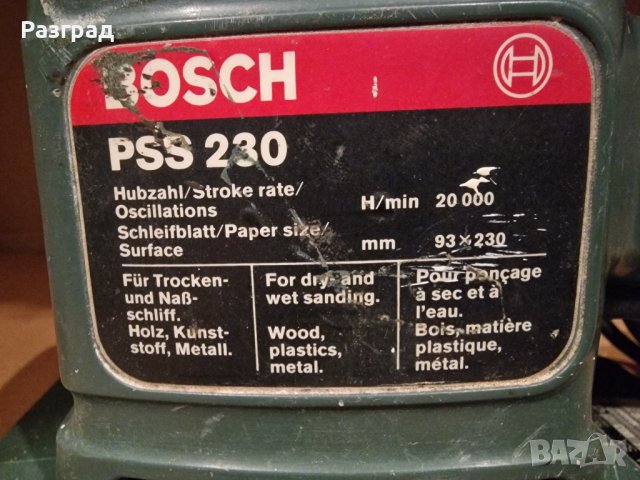 Разград
BOSCH
PSS 230
Hubzahl/Stroke rate/
Oscillations H/min 20 000
Schleifblatt/Paper size/
Surface mm 93×230
Für Trocken-
und Naß-
schliff.
Holz, Kunst-
stoff, Metall.
For dry- and
wet sanding.
Wood,
plastics,
metal.
Pour ponçage
à sec et à
l'eau.
Bois, matière
plastique,
métal.
BAZAR